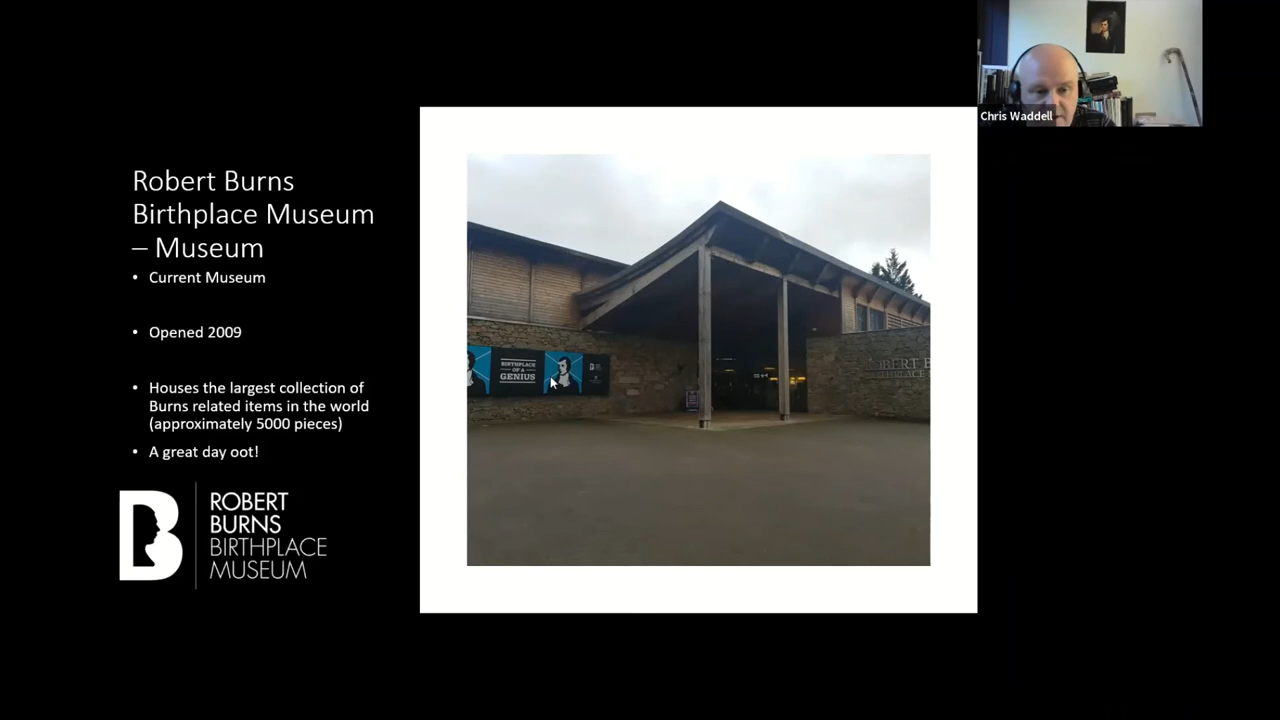 Chris Waddell
Robert Burns
Birthplace Museum
– Museum
• Current Museum
• Opened 2009
• Houses the largest collection of
Burns related items in the world
(approximately 5000 pieces)
• A great day oot!
B
ROBERT
BURNS
BIRTHPLACE
MUSEUM
BIRTHPLACE
OF A
GENIUS